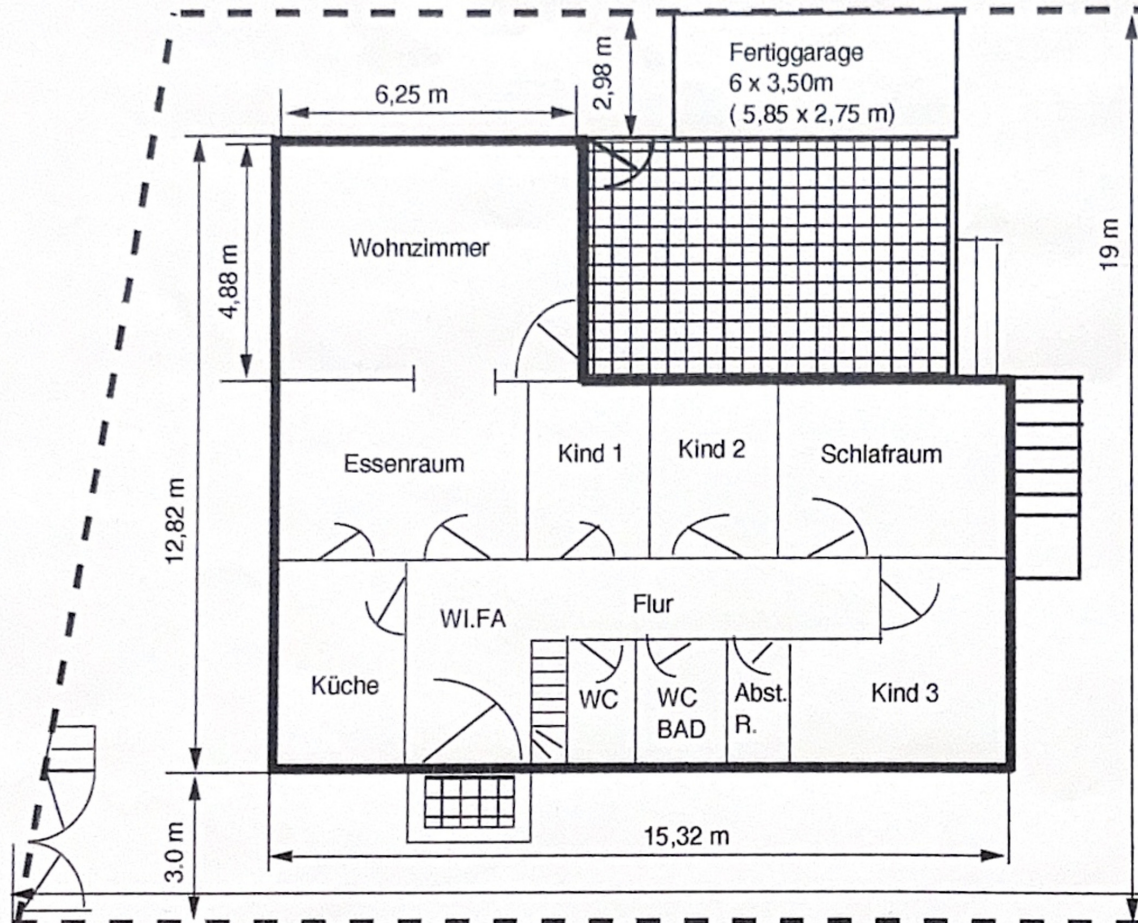 6,25 m
2,98 m
Fertiggarage
6 x 3,50m
( 5,85 x 2,75 m)
19 m
4,88 m
Wohnzimmer
12,82 m
Essenraum
Kind 1
Kind 2
Schlafraum
WI.FA
Flur
Küche
WC
WC
BAD
Abst.
R.
Kind 3
3.0 m
15,32 m